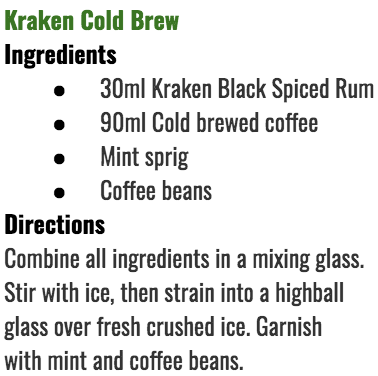 Kraken Cold Brew
Ingredients
● 30ml Kraken Black Spiced Rum
● 90ml Cold brewed coffee
● Mint sprig
● Coffee beans
Directions
Combine all ingredients in a mixing glass.
Stir with ice, then strain into a highball
glass over fresh crushed ice. Garnish
with mint and coffee beans.